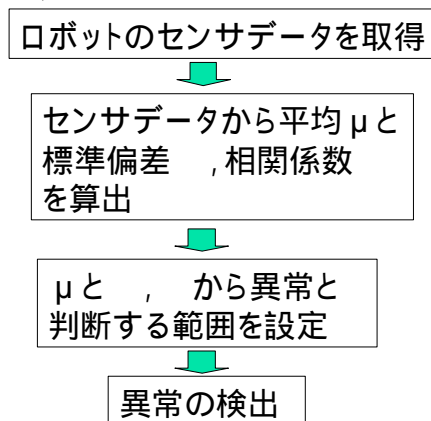 ロボットのセンサデータを取得
センサデータから平均μと
標準偏差　,相関係数
を算出
μと　,　から異常と
判断する範囲を設定
異常の検出